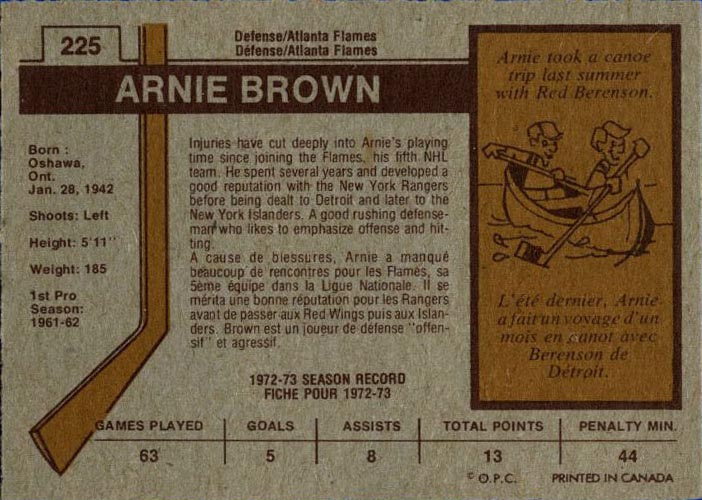 225
Defense/Atlanta Flames
Défense/Atlanta Flames
ARNIE BROWN
Born :
Oshawa,
Ont.
Jan. 28, 1942
Shoots: Left
Height: 5'11"
Weight: 185
1st Pro
Season:
1961-62
Injuries have cut deeply into Arnie's playing
time since joining the Flames, his fifth NHL
team. He spent several years and developed a
good reputation with the New York Rangers
before being dealt to Detroit and later to the
New York Islanders. A good rushing defense-
man who likes to emphasize offense and hit-
ting.
A cause de blessures, Arnie a manqué
beaucoup de rencontres pour les Flames, sa
5ème équipe dans la Ligue Nationale. Il se
mérita une bonne réputation pour les Rangers
avant de passer aux Red Wings puis aux Islan-
ders. Brown est un joueur de défense "offen-
sif" et agressif.
Arnie took a canoe
trip last summer
with Red Berenson.
L'été dernier, Arnie
a fait un voyage d'un
mois en canot avec
Berenson de
Détroit.
1972-73 SEASON RECORD
FICHE POUR 1972-73
GAMES PLAYED GOALS ASSISTS TOTAL POINTS PENALTY MIN.
63 5 8 13 44
© O.P.C. PRINTED IN CANADA